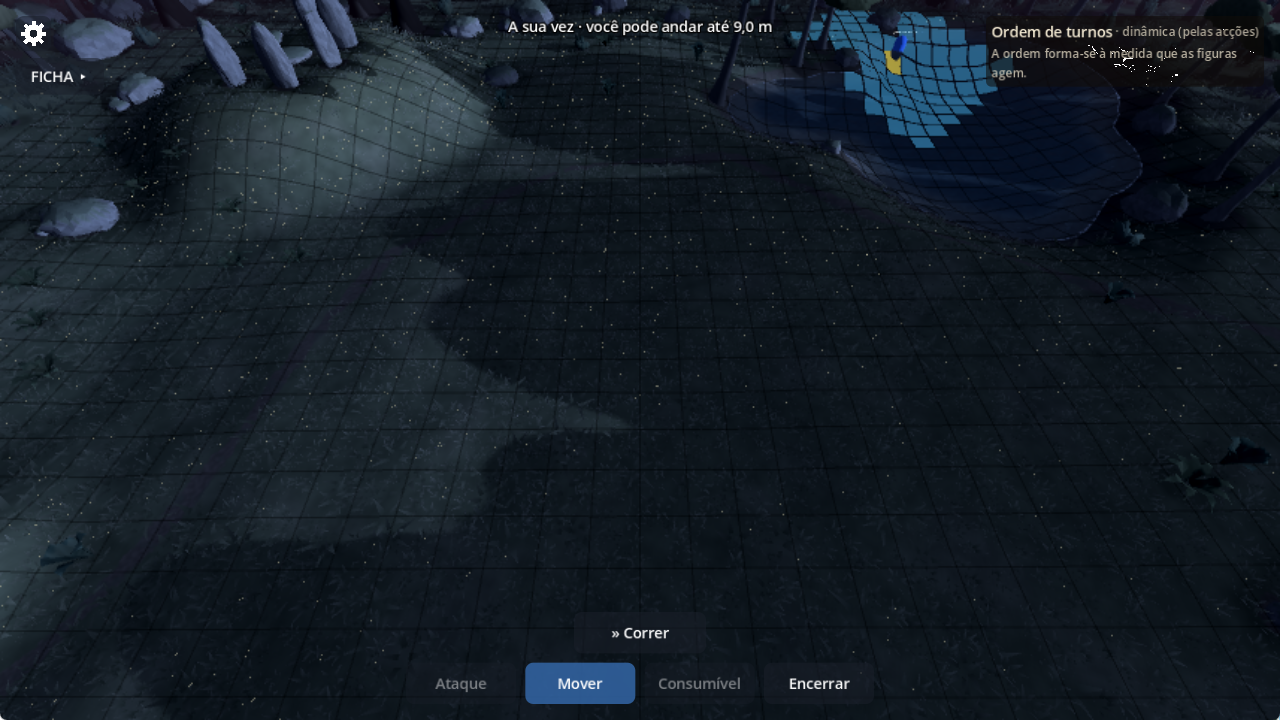 A sua vez · você pode andar até 9,0 m
Ordem de turnos · dinâmica (pelas acções)
A ordem forma-se à medida que as figuras
agem.
FICHA ▸
» Correr
Ataque
Mover
Consumível
Encerrar